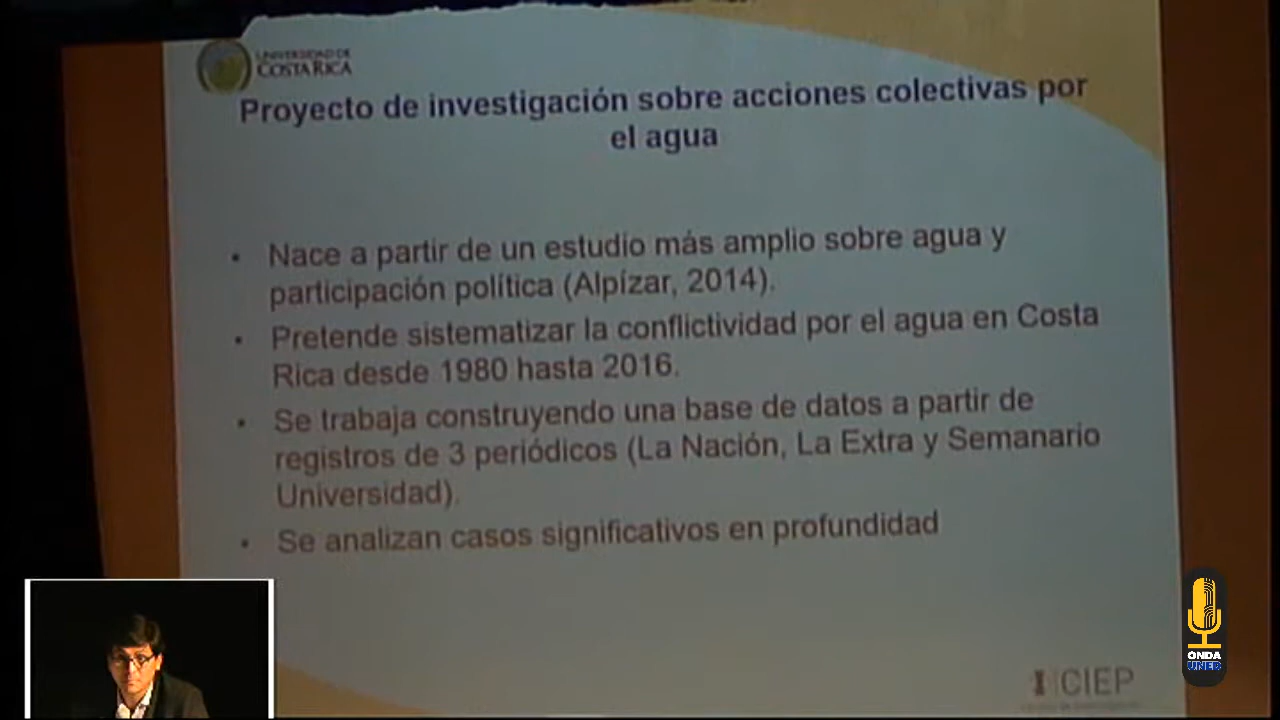 UNIVERSIDAD DE
COSTA RICA
Proyecto de investigación sobre acciones colectivas por
el agua
• Nace a partir de un estudio más amplio sobre agua y
participación política (Alpízar, 2014).
• Pretende sistematizar la conflictividad por el agua en Costa
Rica desde 1980 hasta 2016.
• Se trabaja construyendo una base de datos a partir de
registros de 3 periódicos (La Nación, La Extra y Semanario
Universidad).
• Se analizan casos significativos en profundidad
CIEP
ONDA
UNED